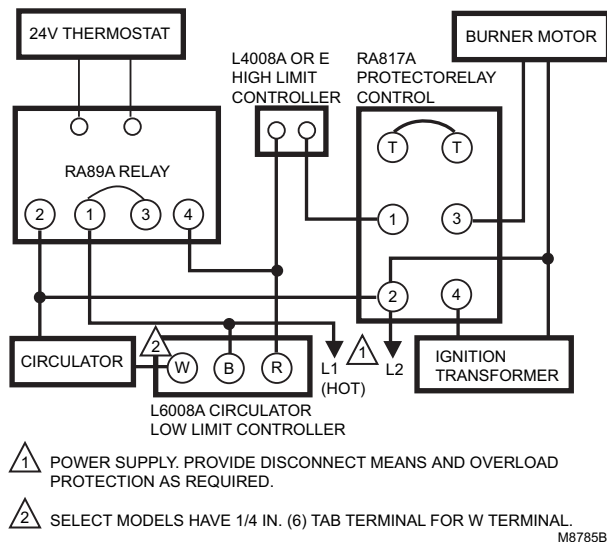 24V THERMOSTAT
L4008A OR E
HIGH LIMIT
CONTROLLER
RA817A
PROTECTORELAY
CONTROL
BURNER MOTOR
RA89A RELAY
2
1
3
4
T
T
1
3
2
4
CIRCULATOR
2
W
B
R
L1
(HOT)
1
L2
IGNITION
TRANSFORMER
L6008A CIRCULATOR
LOW LIMIT CONTROLLER
1 POWER SUPPLY. PROVIDE DISCONNECT MEANS AND OVERLOAD
PROTECTION AS REQUIRED.
2 SELECT MODELS HAVE 1/4 IN. (6) TAB TERMINAL FOR W TERMINAL.
M8785B